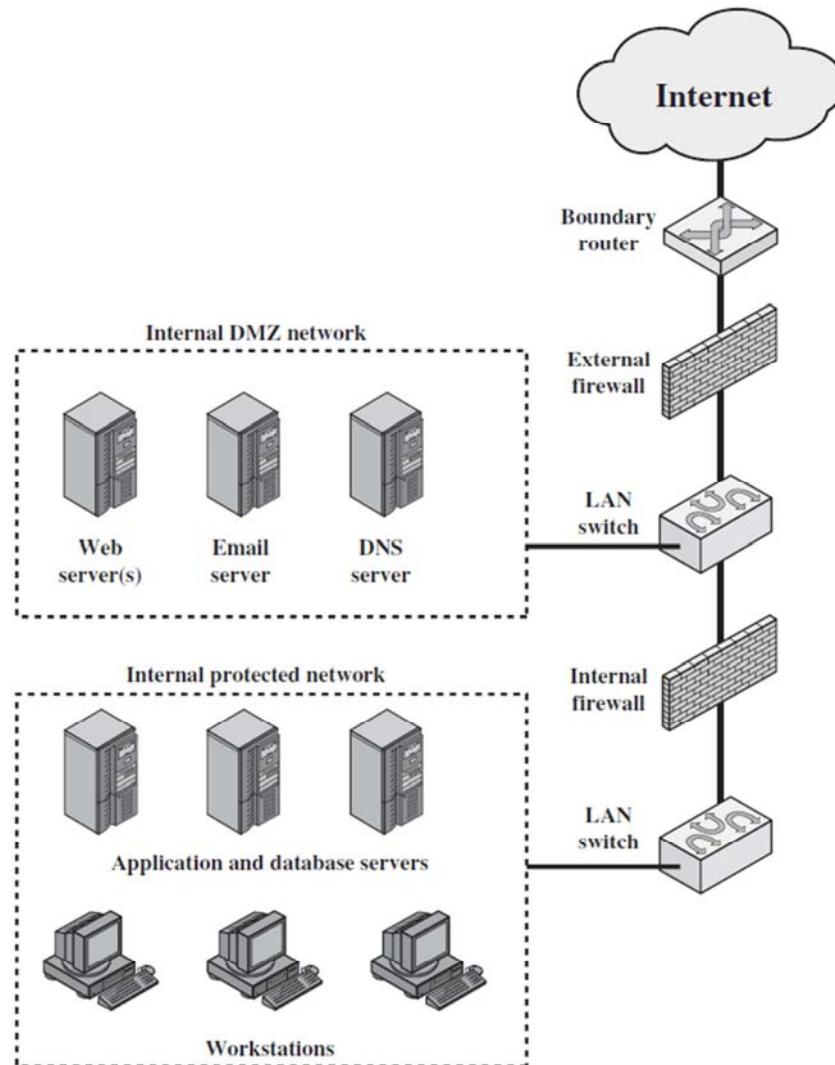 Internet
Boundary
router
Internal DMZ network
External
firewall
Web
server(s)
Email
server
DNS
server
LAN
switch
Internal protected network
Internal
firewall
Application and database servers
LAN
switch
Workstations